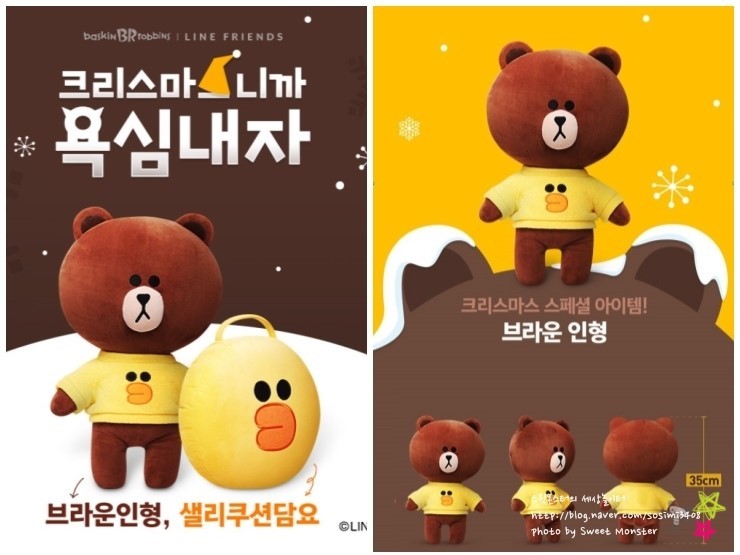 baskin BR robbins | LINE FRIENDS
크리스마스니까
욕심내자
브라운인형, 샐리쿠션담요
©LIN
크리스마스 스페셜 아이템!
브라운 인형
35cm
http://blog.naver.com/sosimi3408
photo by Sweet Monster